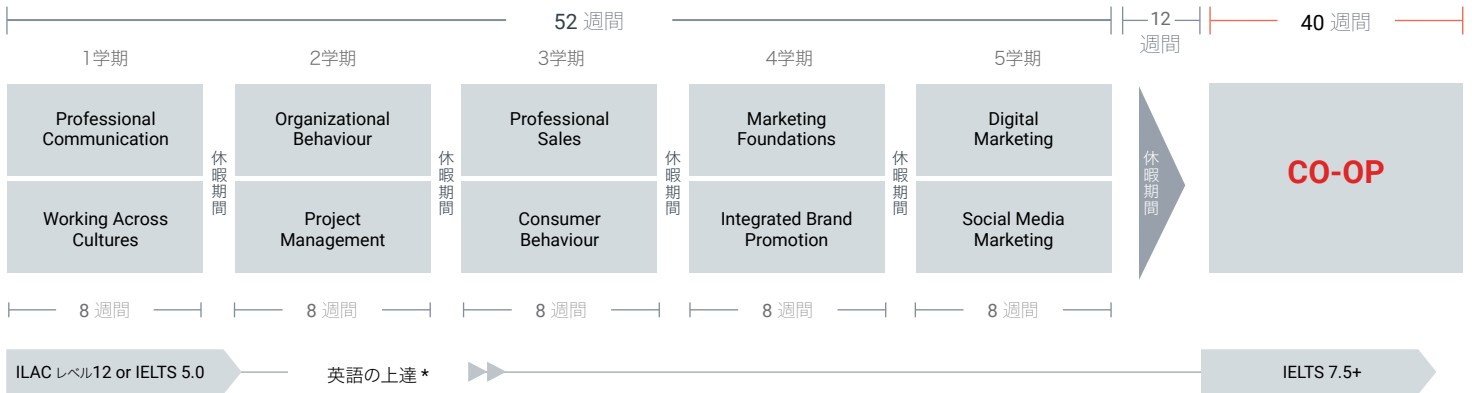 52 週間
12
週間
40 週間
1学期
2学期
3学期
4学期
5学期
Professional
Communication
Organizational
Behaviour
Professional
Sales
Marketing
Foundations
Digital
Marketing
休暇期間
休暇期間
休暇期間
休暇期間
休暇期間
CO-OP
Working Across
Cultures
Project
Management
Consumer
Behaviour
Integrated Brand
Promotion
Social Media
Marketing
8 週間
8 週間
8 週間
8 週間
8 週間
ILAC レベル12 or IELTS 5.0
英語の上達 *
IELTS 7.5+